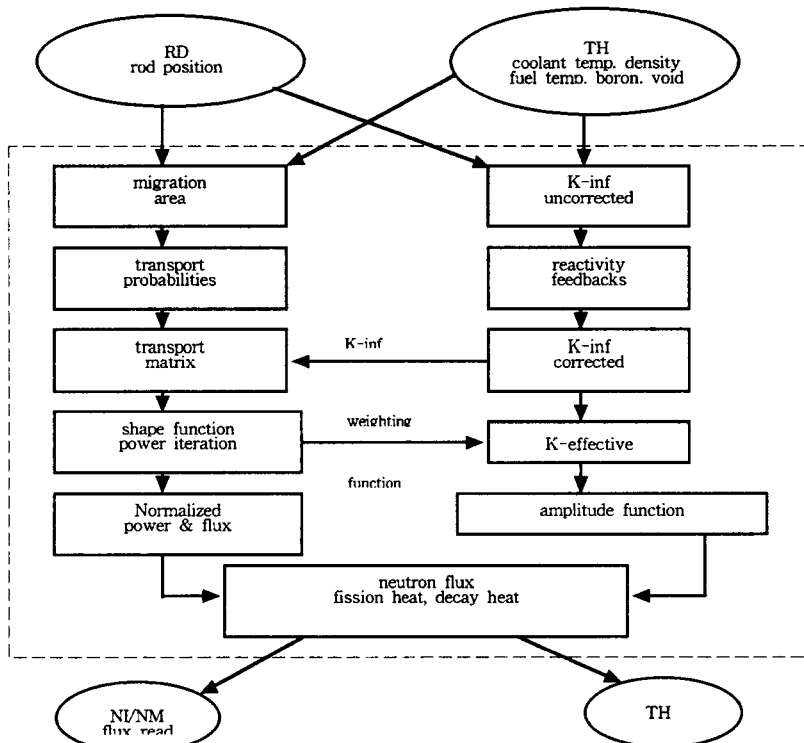 RD
rod position
TH
coolant temp. density
fuel temp. boron. void
migration
area
K-inf
uncorrected
transport
probabilities
reactivity
feedbacks
transport
matrix
K-inf
K-inf
corrected
shape function
power iteration
weighting
function
K-effective
Normalized
power & flux
amplitude function
neutron flux
fission heat, decay heat
NI/NM
flux read
TH